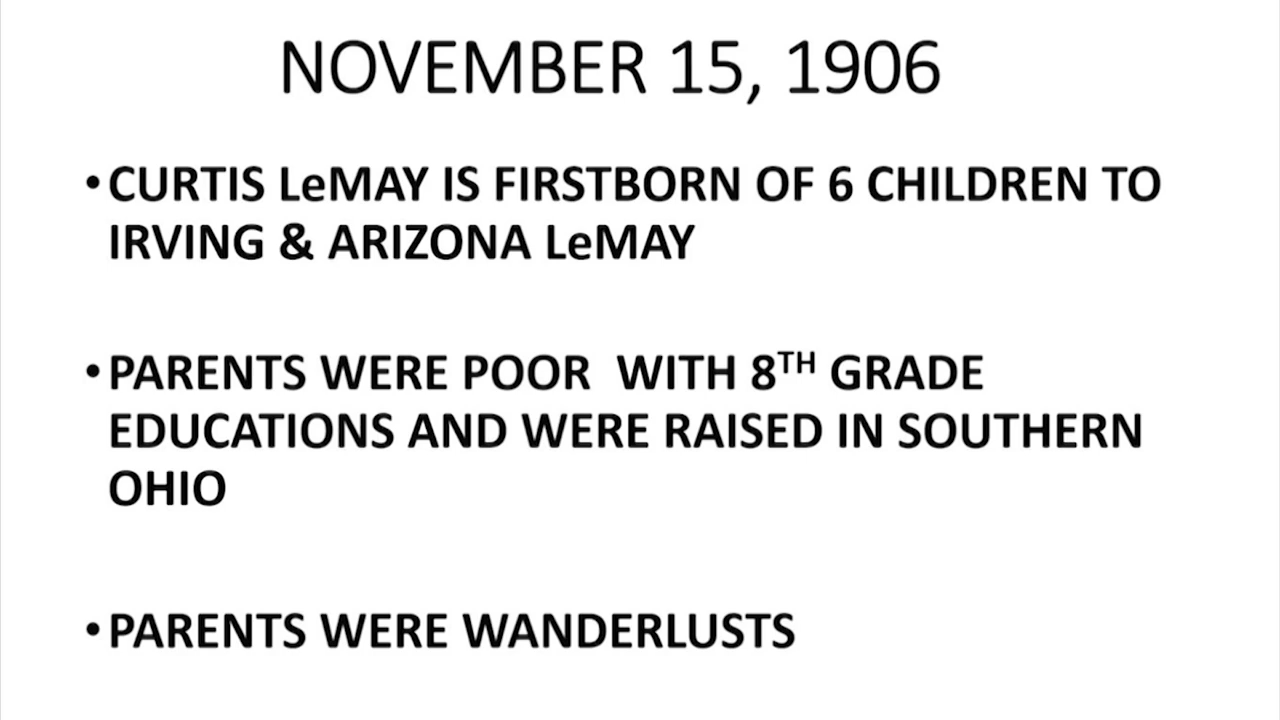 NOVEMBER 15, 1906
•CURTIS LeMAY IS FIRSTBORN OF 6 CHILDREN TO
IRVING & ARIZONA LeMAY
•PARENTS WERE POOR  WITH 8TH GRADE
EDUCATIONS AND WERE RAISED IN SOUTHERN
OHIO
•PARENTS WERE WANDERLUSTS